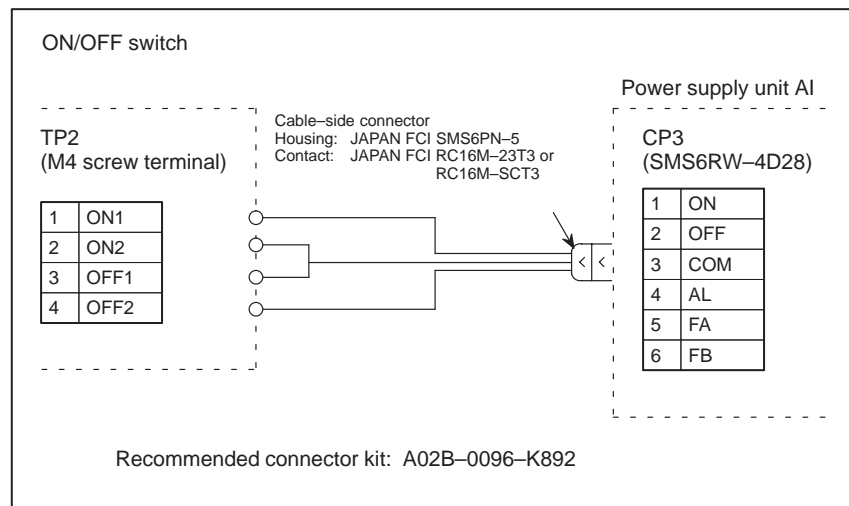 ON/OFF switch
Power supply unit AI
TP2
(M4 screw terminal)
Cable–side connector
Housing: JAPAN FCI SMS6PN–5
Contact: JAPAN FCI RC16M–23T3 or
RC16M–SCT3
CP3
(SMS6RW–4D28)
1 ON1
2 ON2
3 OFF1
4 OFF2
1 ON
2 OFF
3 COM
4 AL
5 FA
6 FB
Recommended connector kit: A02B–0096–K892